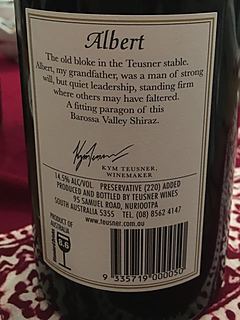 Albert
The old bloke in the Teusner stable.
Albert, my grandfather, was a man of strong
will, but quiet leadership, standing firm
where others may have faltered.
A fitting paragon of this
Barossa Valley Shiraz.
KYM TEUSNER,
WINEMAKER
14.5% ALC/VOL. PRESERVATIVE (220) ADDED
PRODUCED AND BOTTLED BY TEUSNER WINES
95 SAMUEL ROAD, NURIOOTPA
SOUTH AUSTRALIA 5355 TEL (08) 8562 4147
www.teusner.com.au
PRODUCT OF
AUSTRALIA
8.6
9 335719 000050